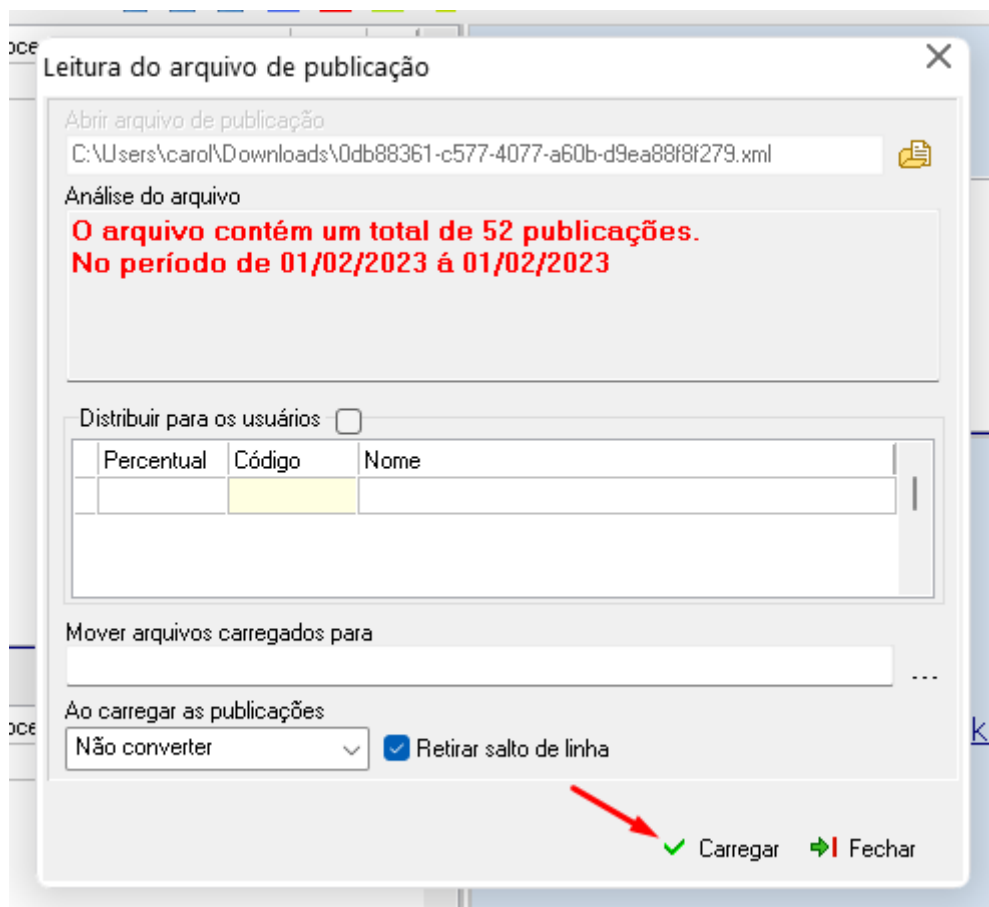 oce
Leitura do arquivo de publicação
Abrir arquivo de publicação
C:\Users\carol\Downloads\0db88361-c577-4077-a60b-d9ea88f8f279.xml
Análise do arquivo
O arquivo contém um total de 52 publicações.
No período de 01/02/2023 á 01/02/2023
Distribuir para os usuários
Percentual Código Nome
Mover arquivos carregados para
...
Ao carregar as publicações
oce
Não converter Retirar salto de linha
k
Carregar Fechar